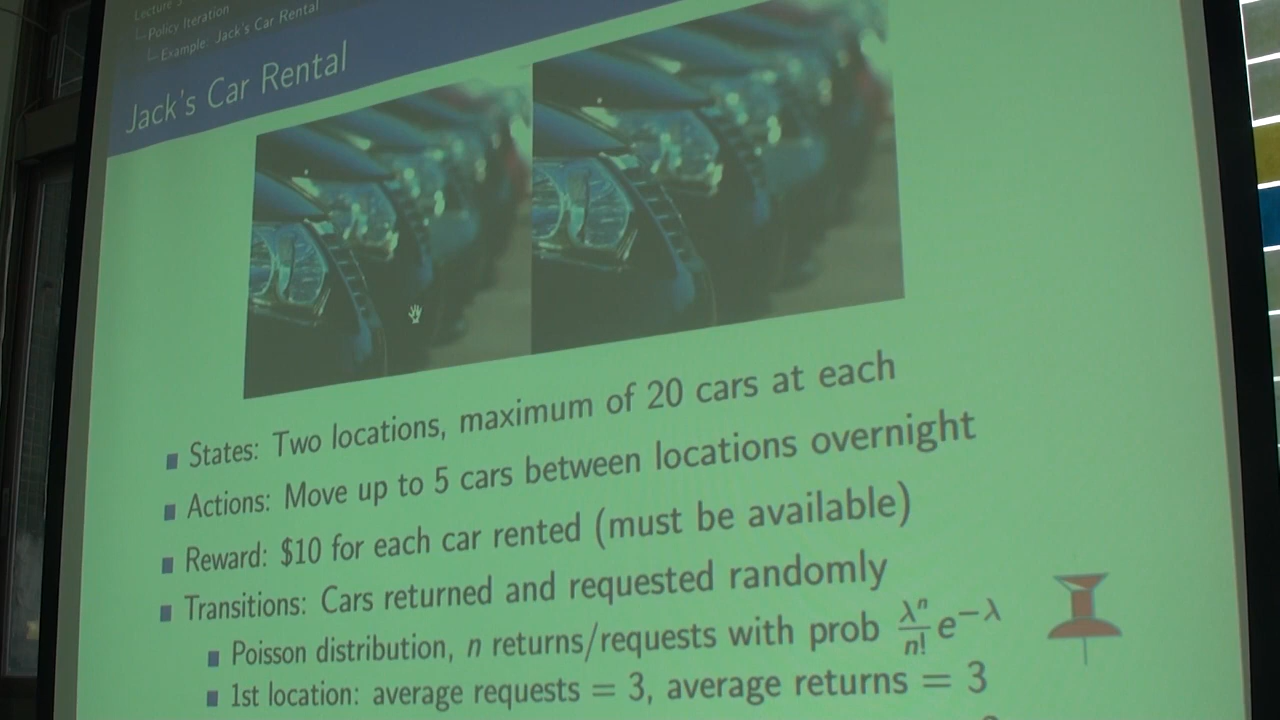 Lecture 3
Policy Iteration
Example: Jack's Car Rental
Jack's Car Rental
States: Two locations, maximum of 20 cars at each
Actions: Move up to 5 cars between locations overnight
Reward: $10 for each car rented (must be available)
Transitions: Cars returned and requested randomly
Poisson distribution, n returns/requests with prob λⁿ/n! e^−λ
1st location: average requests = 3, average returns = 3